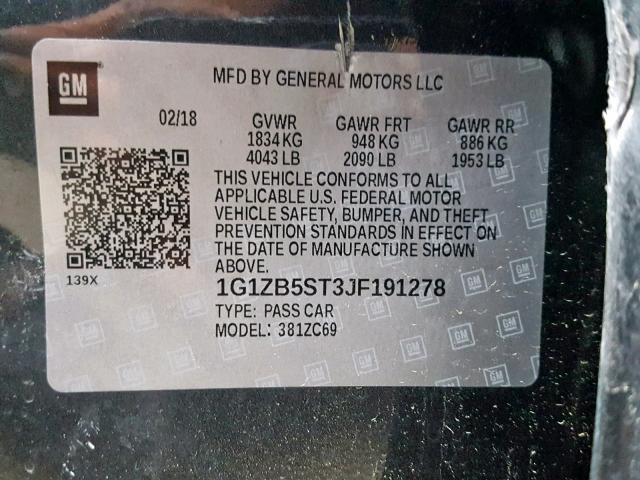 GM
MFD BY GENERAL MOTORS LLC
02/18 GVWR GAWR FRT GAWR RR
1834 KG 948 KG 886 KG
4043 LB 2090 LB 1953 LB
THIS VEHICLE CONFORMS TO ALL
APPLICABLE U.S. FEDERAL MOTOR
VEHICLE SAFETY, BUMPER, AND THEFT
PREVENTION STANDARDS IN EFFECT ON
THE DATE OF MANUFACTURE SHOWN
ABOVE.
139X
1G1ZB5ST3JF191278
TYPE: PASS CAR
MODEL: 381ZC69